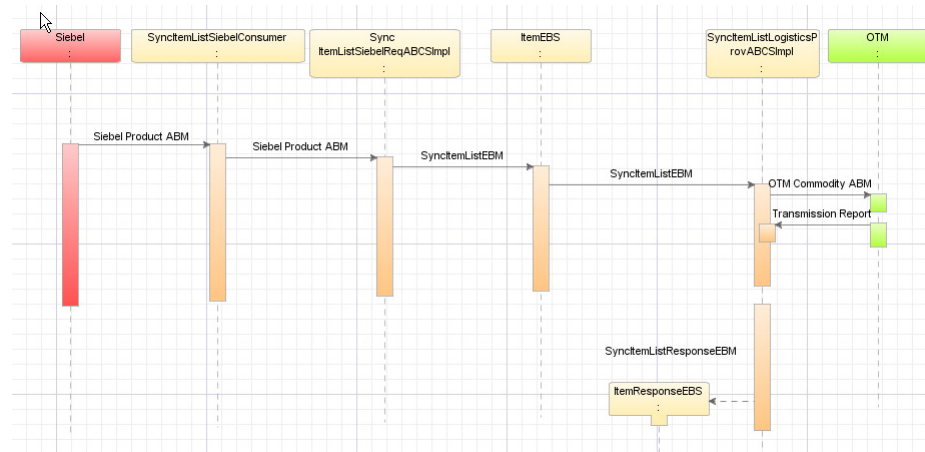 Siebel
:
SyncItemListSiebelConsumer
:
Sync
ItemListSiebelReqABCSImpl
:
ItemEBS
:
SyncItemListLogisticsP
rovABCSImpl
:
OTM
:
Siebel Product ABM
Siebel Product ABM
SyncItemListEBM
SyncItemListEBM
OTM Commodity ABM
Transmission Report
SyncItemListResponseEBM
ItemResponseEBS
: